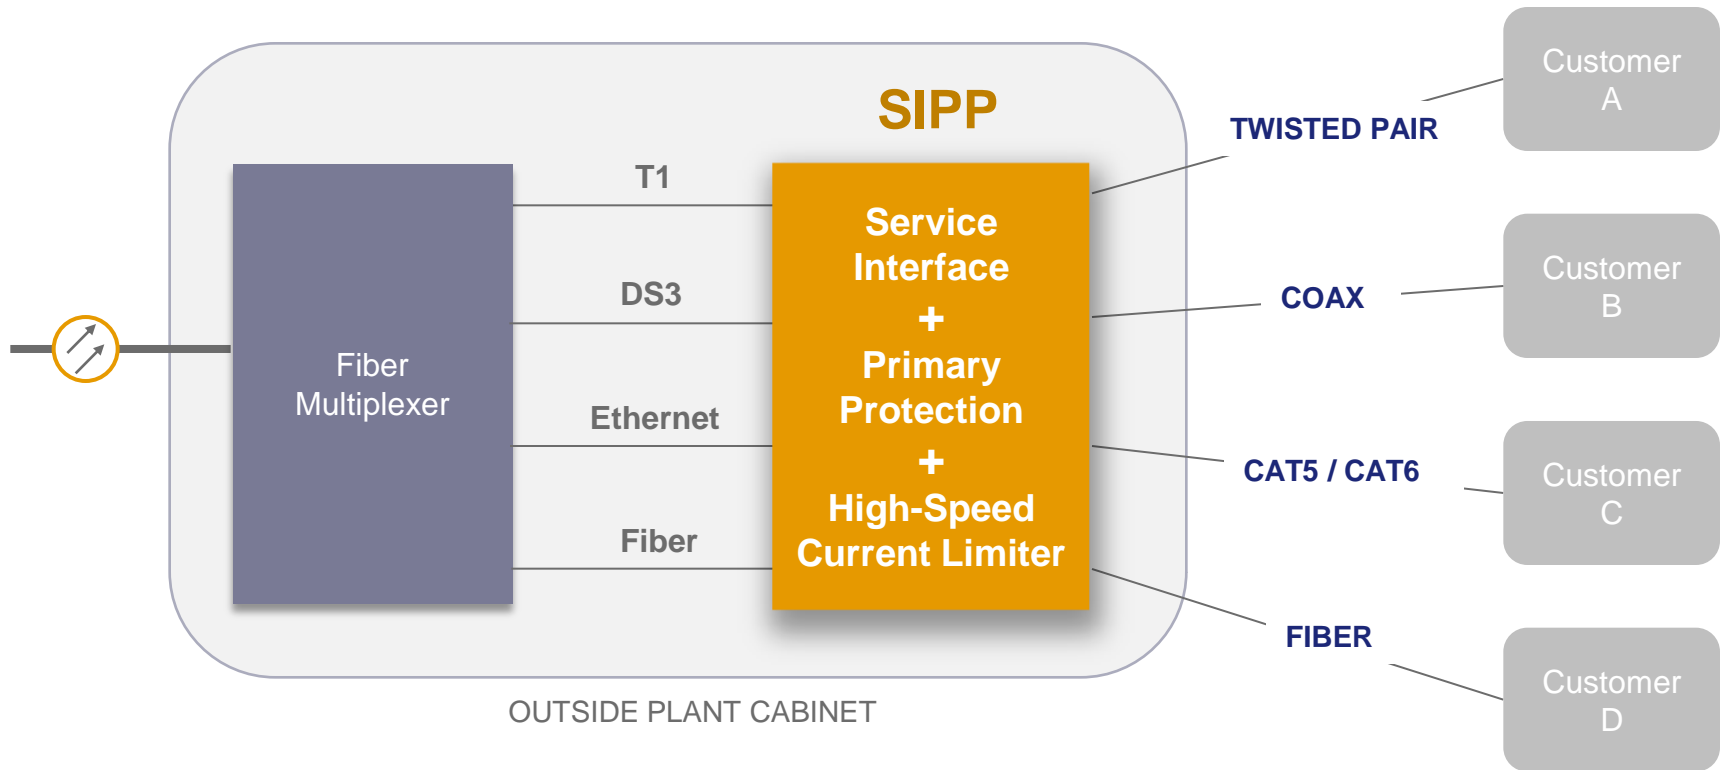 SIPP
Fiber
Multiplexer
T1
DS3
Ethernet
Fiber
Service
Interface
+
Primary
Protection
+
High-Speed
Current Limiter
TWISTED PAIR
COAX
CAT5 / CAT6
FIBER
Customer
A
Customer
B
Customer
C
Customer
D
OUTSIDE PLANT CABINET